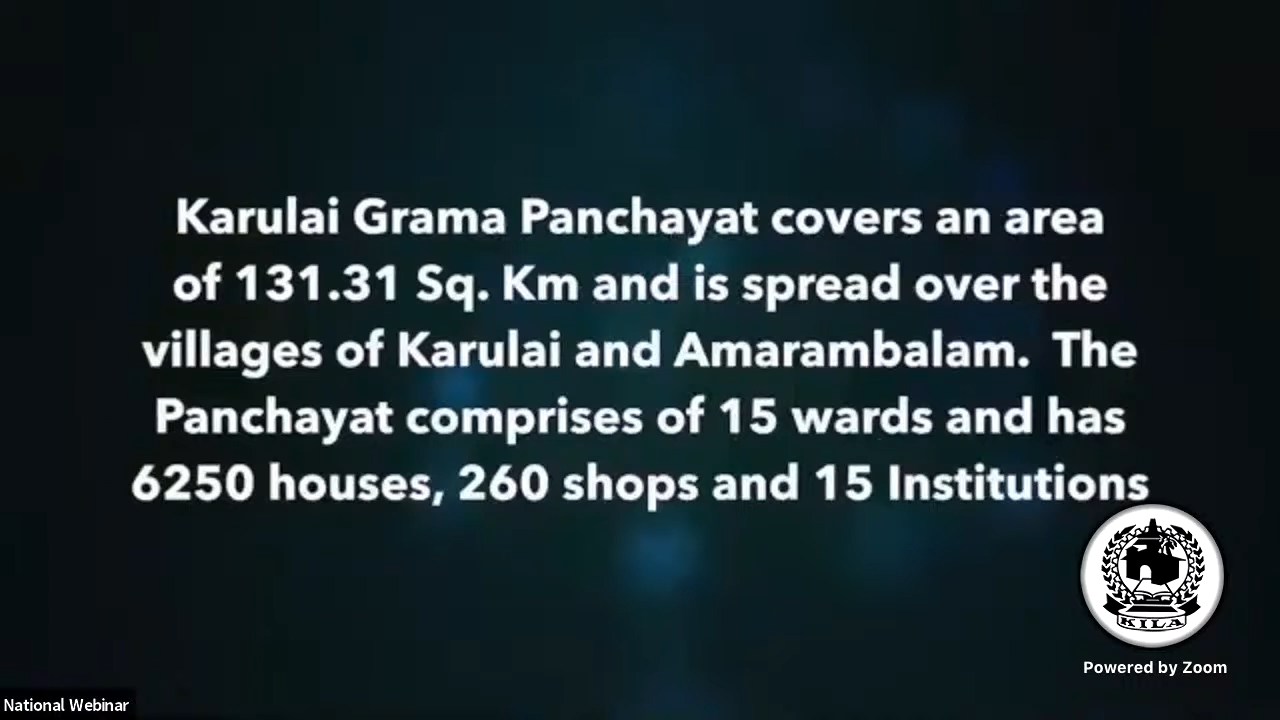 Karulai Grama Panchayat covers an area
of 131.31 Sq. Km and is spread over the
villages of Karulai and Amarambalam. The
Panchayat comprises of 15 wards and has
6250 houses, 260 shops and 15 Institutions
KILA
Powered by Zoom
National Webinar